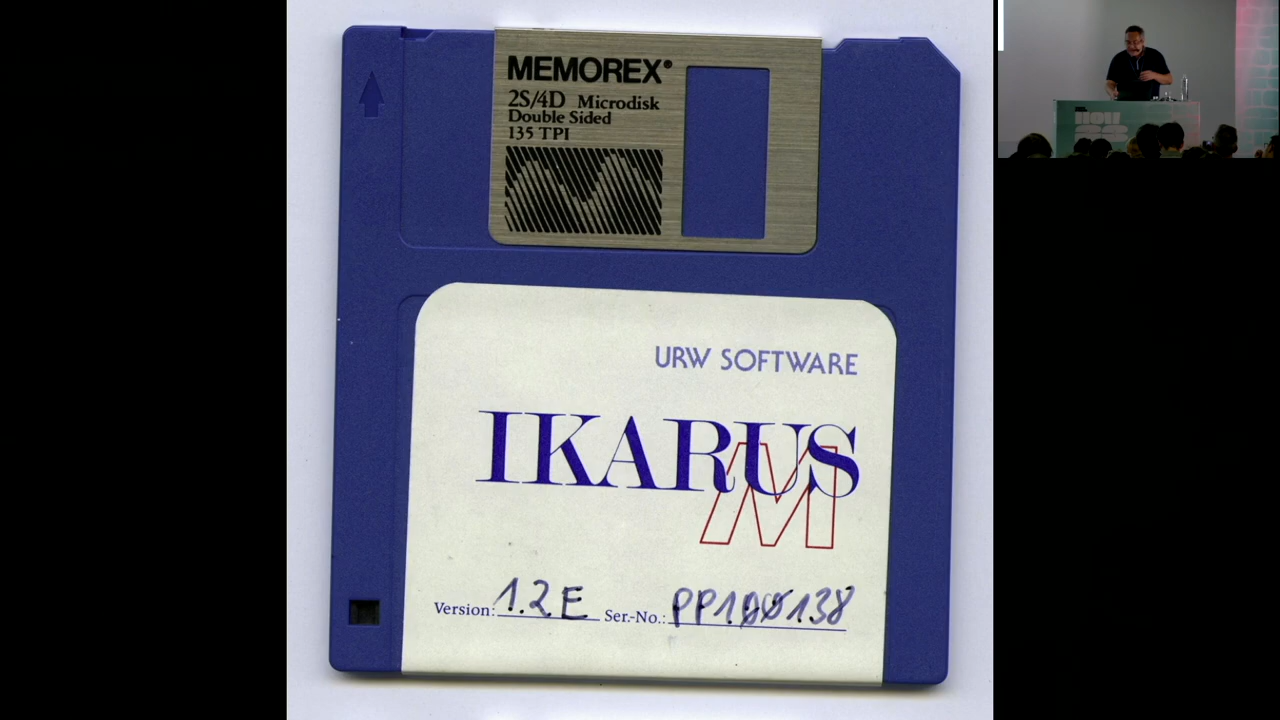 MEMOREX®
2S/4D Microdisk
Double Sided
135 TPI
URW SOFTWARE
IKARUS
M
Version: 1.2E Ser.-No.: PP100138